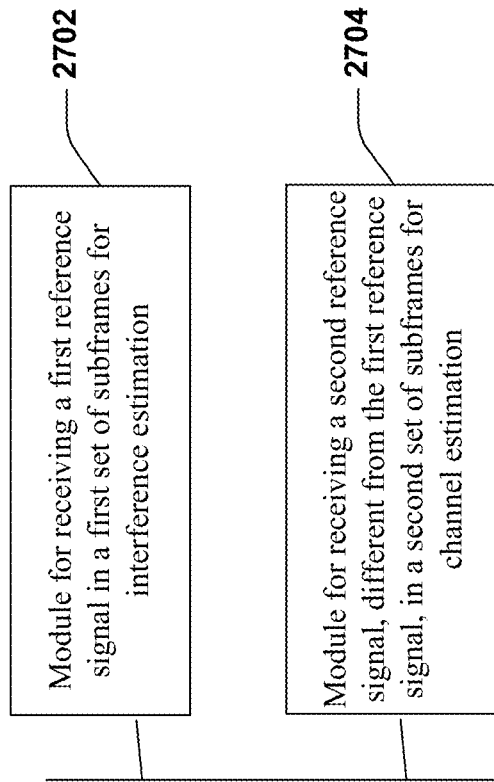 Module for receiving a first reference
signal in a first set of subframes for
interference estimation
2702
Module for receiving a second reference
signal, different from the first reference
signal, in a second set of subframes for
channel estimation
2704